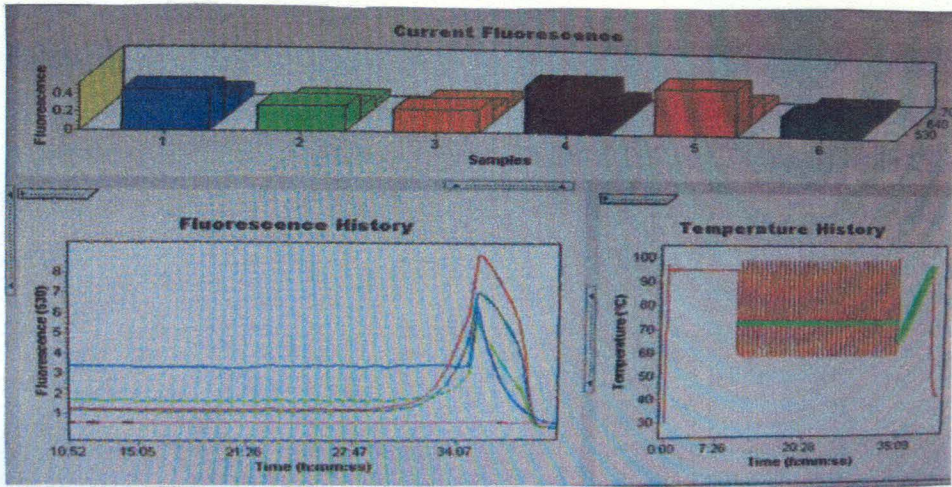 Current Fluorescence
Fluorescence
0.4
0.2
0
1 2 3 4 5 6
640
530
Samples
Fluorescence History
Fluorescence (530)
8
7
6
5
4
3
2
1
10:52 15:05 21:26 27:47 34:07
Time (h:mm:ss)
Temperature History
Temperature (°C)
100
90
80
70
60
50
40
30
0:00 7:26 20:28 35:09
Time (h:mm:ss)